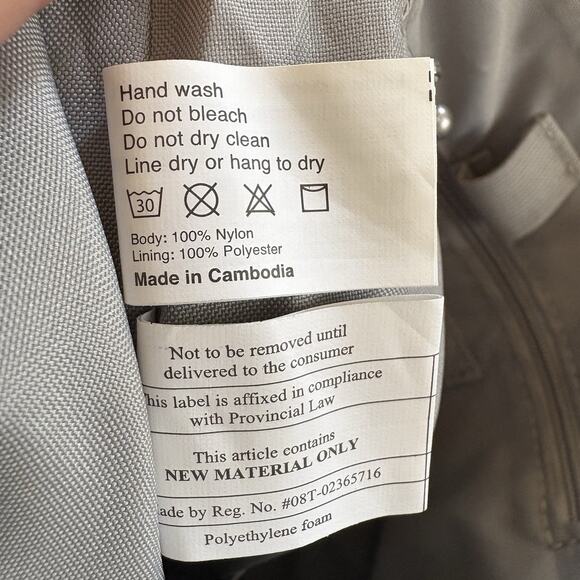 Hand wash
Do not bleach
Do not dry clean
Line dry or hang to dry
30
Body: 100% Nylon
Lining: 100% Polyester
Made in Cambodia
Not to be removed until
delivered to the consumer
his label is affixed in compliance
with Provincial Law
This article contains
NEW MATERIAL ONLY
ade by Reg. No. #08T-02365716
Polyethylene foam